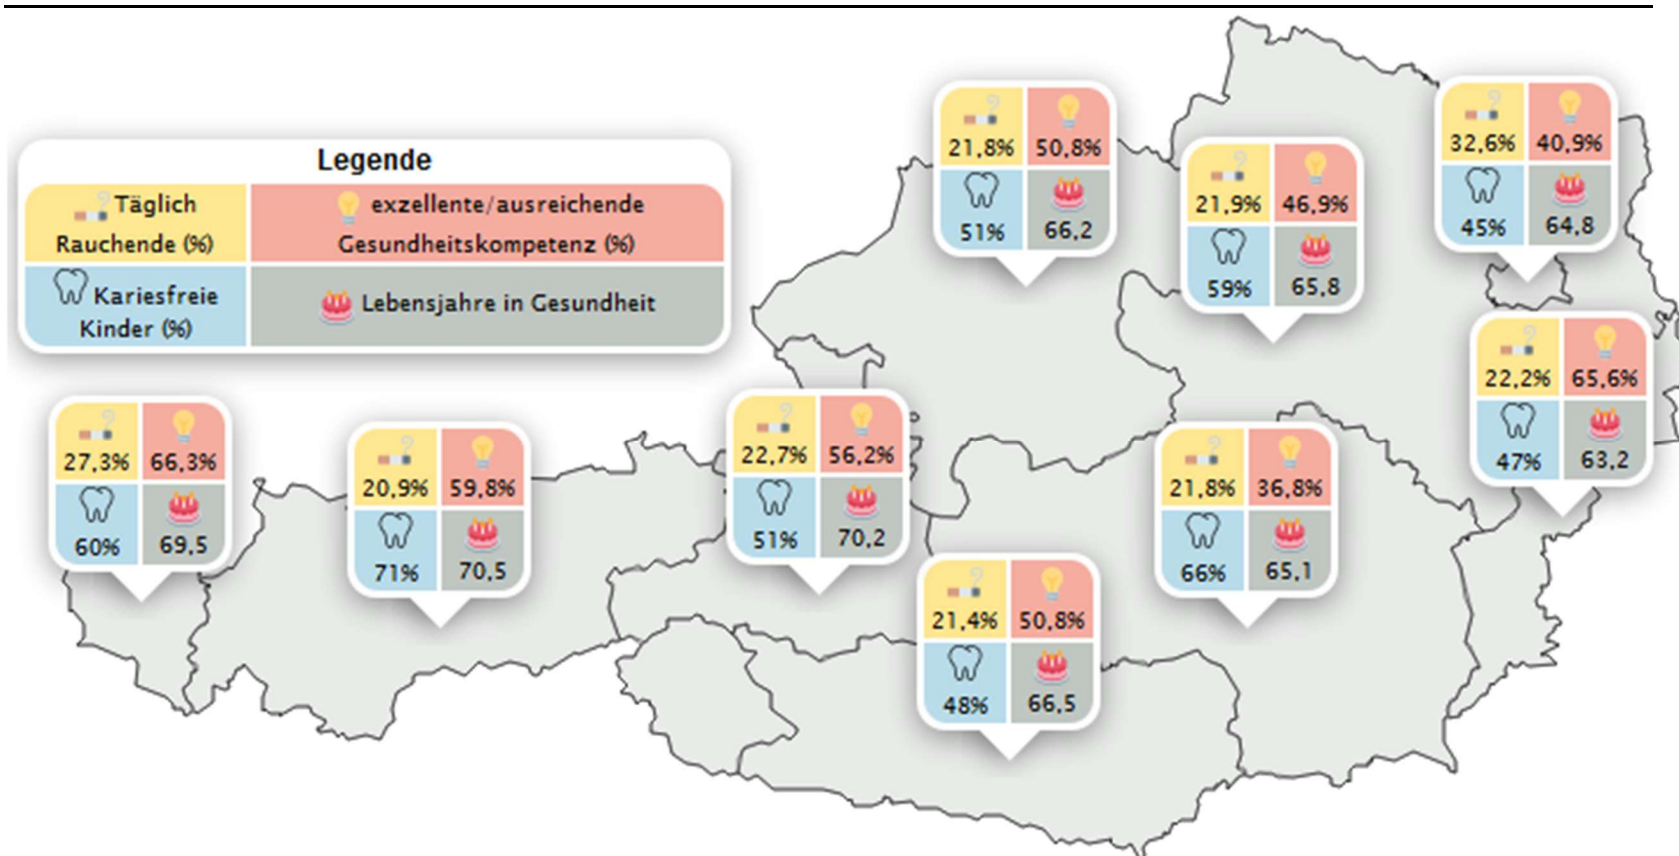 Legende
Täglich
Rauchende (%)
exzellente/ausreichende
Gesundheitskompetenz (%)
Kariesfreie
Kinder (%)
Lebensjahre in Gesundheit
21,8% 50,8%
51% 66,2
21,9% 46,9%
59% 65,8
32,6% 40,9%
45% 64,8
22,2% 65,6%
47% 63,2
27,3% 66,3%
60% 69,5
20,9% 59,8%
71% 70,5
22,7% 56,2%
51% 70,2
21,8% 36,8%
66% 65,1
21,4% 50,8%
48% 66,5